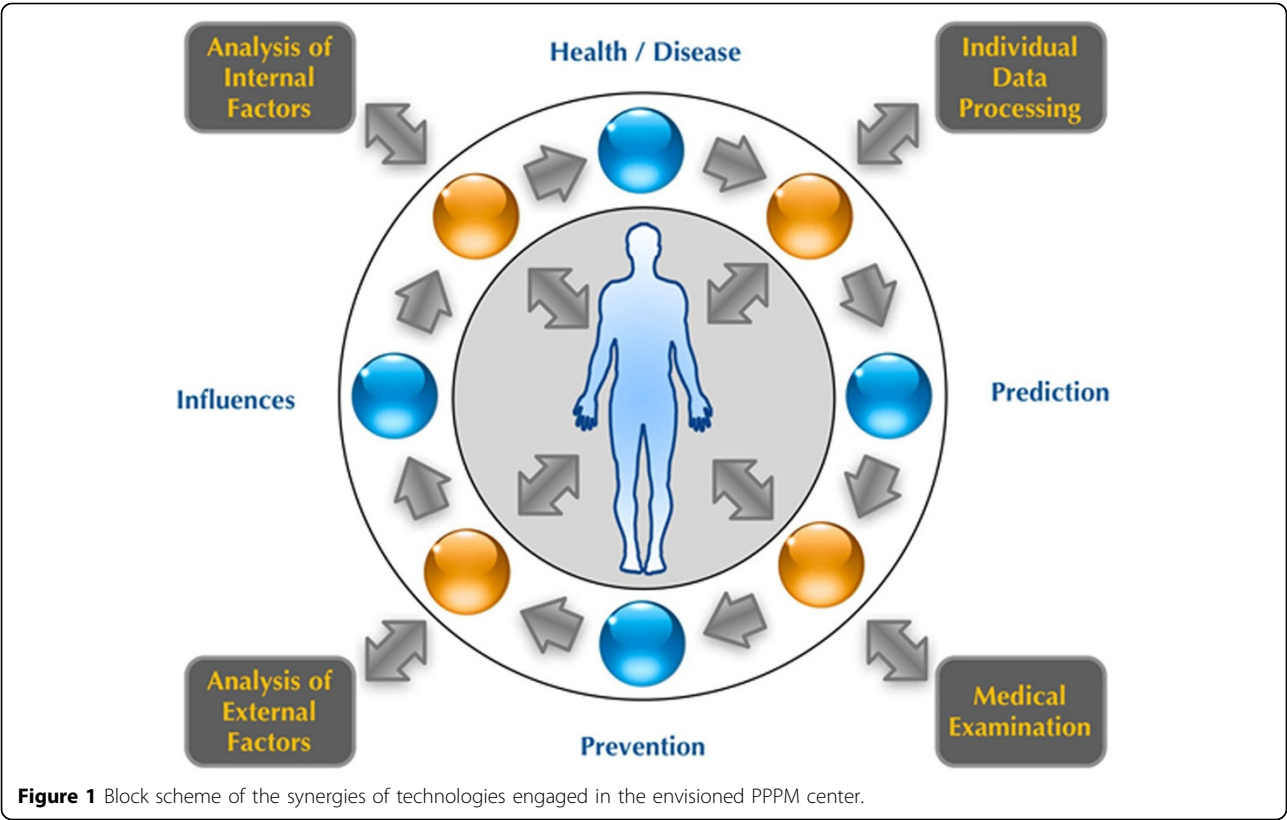 Analysis of
Internal
Factors
Health / Disease
Individual
Data
Processing
Influences
Prediction
Analysis of
External
Factors
Prevention
Medical
Examination
Figure 1 Block scheme of the synergies of technologies engaged in the envisioned PPPM center.